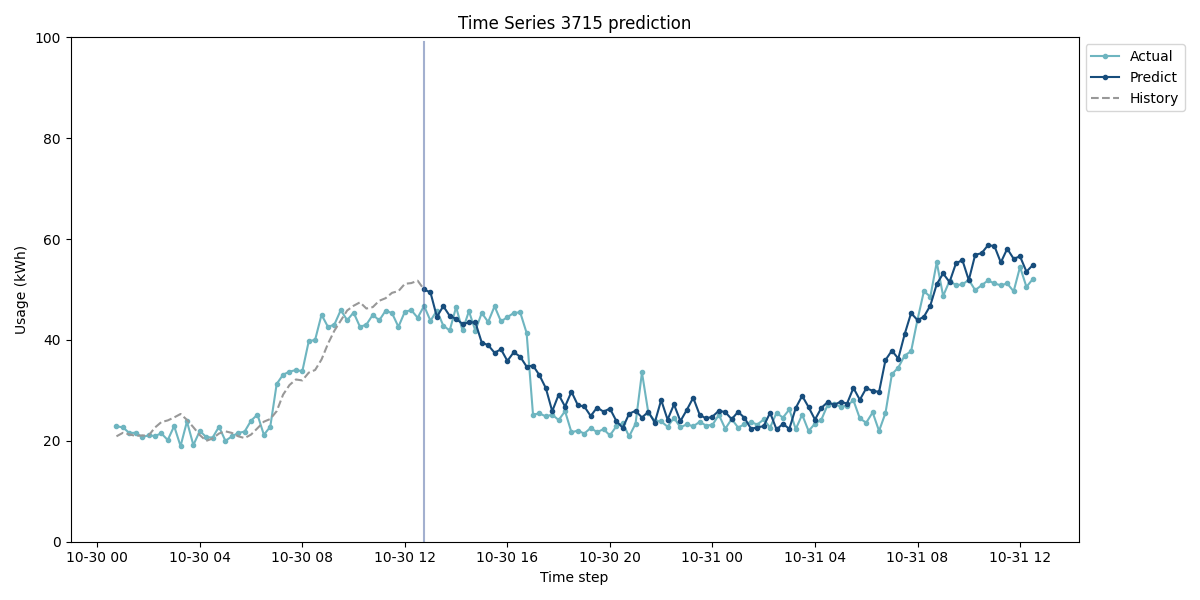 Time Series 3715 prediction
100
80
60
40
20
0
Usage (kWh)
10-30 00
10-30 04
10-30 08
10-30 12
10-30 16
10-30 20
10-31 00
10-31 04
10-31 08
10-31 12
Time step
Actual
Predict
History